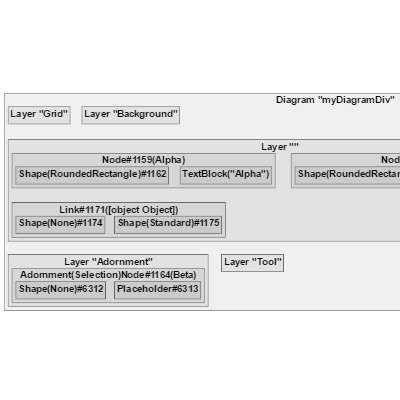 Diagram "myDiagramDiv"
Layer "Grid"
Layer "Background"
Layer ""
Node#1159(Alpha)
Shape(RoundedRectangle)#1162
TextBlock("Alpha")
Nod
Shape(RoundedRectan
Link#1171([object Object])
Shape(None)#1174
Shape(Standard)#1175
Layer "Adornment"
Adornment(Selection)Node#1164(Beta)
Shape(None)#6312
Placeholder#6313
Layer "Tool"